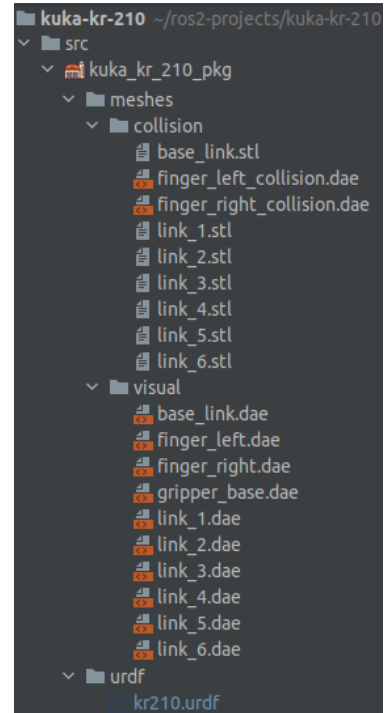 kuka-kr-210 ~/ros2-projects/kuka-kr-210
src
kuka_kr_210_pkg
meshes
collision
base_link.stl
finger_left_collision.dae
finger_right_collision.dae
link_1.stl
link_2.stl
link_3.stl
link_4.stl
link_5.stl
link_6.stl
visual
base_link.dae
finger_left.dae
finger_right.dae
gripper_base.dae
link_1.dae
link_2.dae
link_3.dae
link_4.dae
link_5.dae
link_6.dae
urdf
kr210.urdf